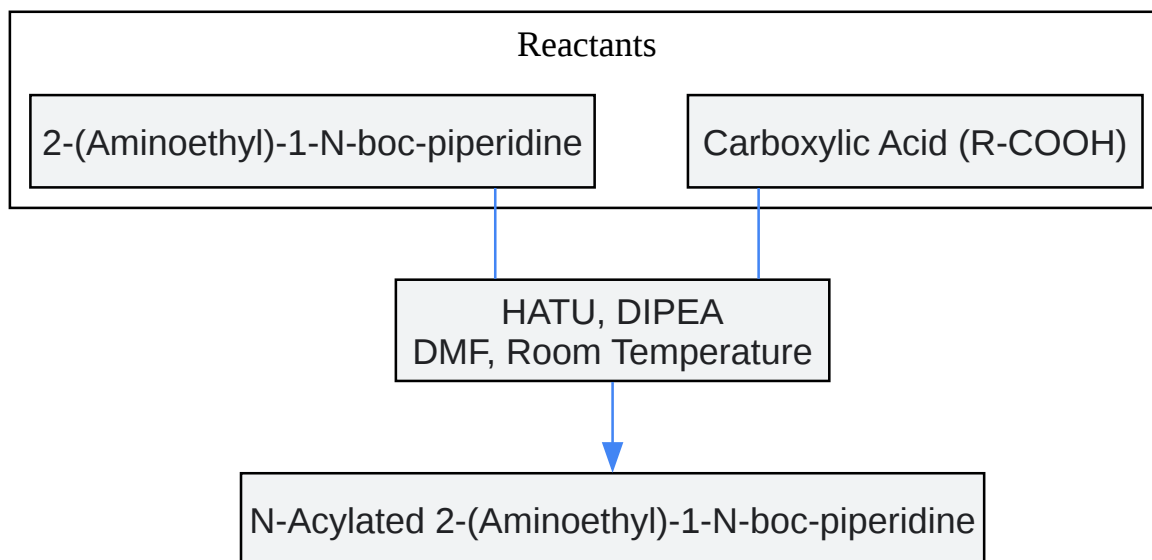 Reactants
2-(Aminoethyl)-1-N-boc-piperidine
Carboxylic Acid (R-COOH)
HATU, DIPEA
DMF, Room Temperature
N-Acylated 2-(Aminoethyl)-1-N-boc-piperidine